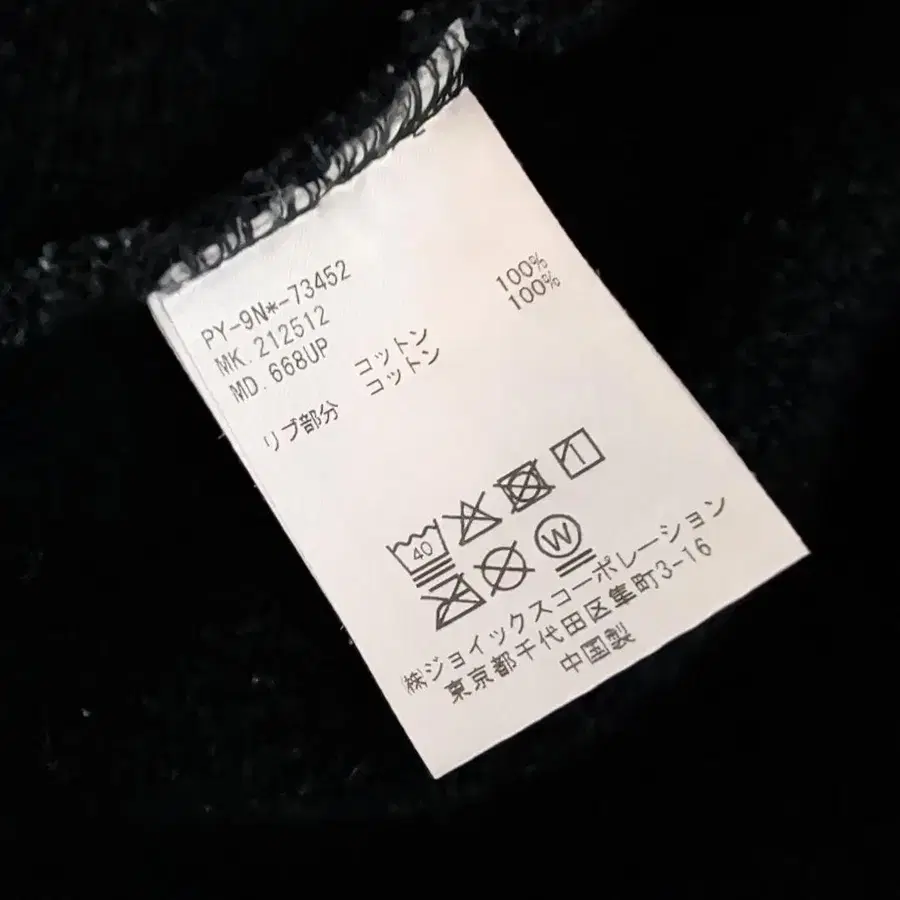 PY-9N*-73452
MK.212512
MD.668UP
コットン 100%
リブ部分 コットン 100%
40
W
㈱ジョイックスコーポレーション
東京都千代田区隼町3-16
中国製